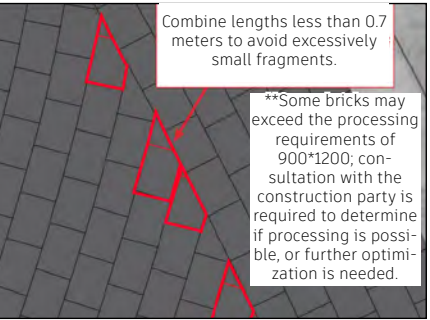 Combine lengths less than 0.7
meters to avoid excessively
small fragments.
**Some bricks may
exceed the processing
requirements of
900*1200; con-
sultation with the
construction party is
required to determine
if processing is possi-
ble, or further optimi-
zation is needed.